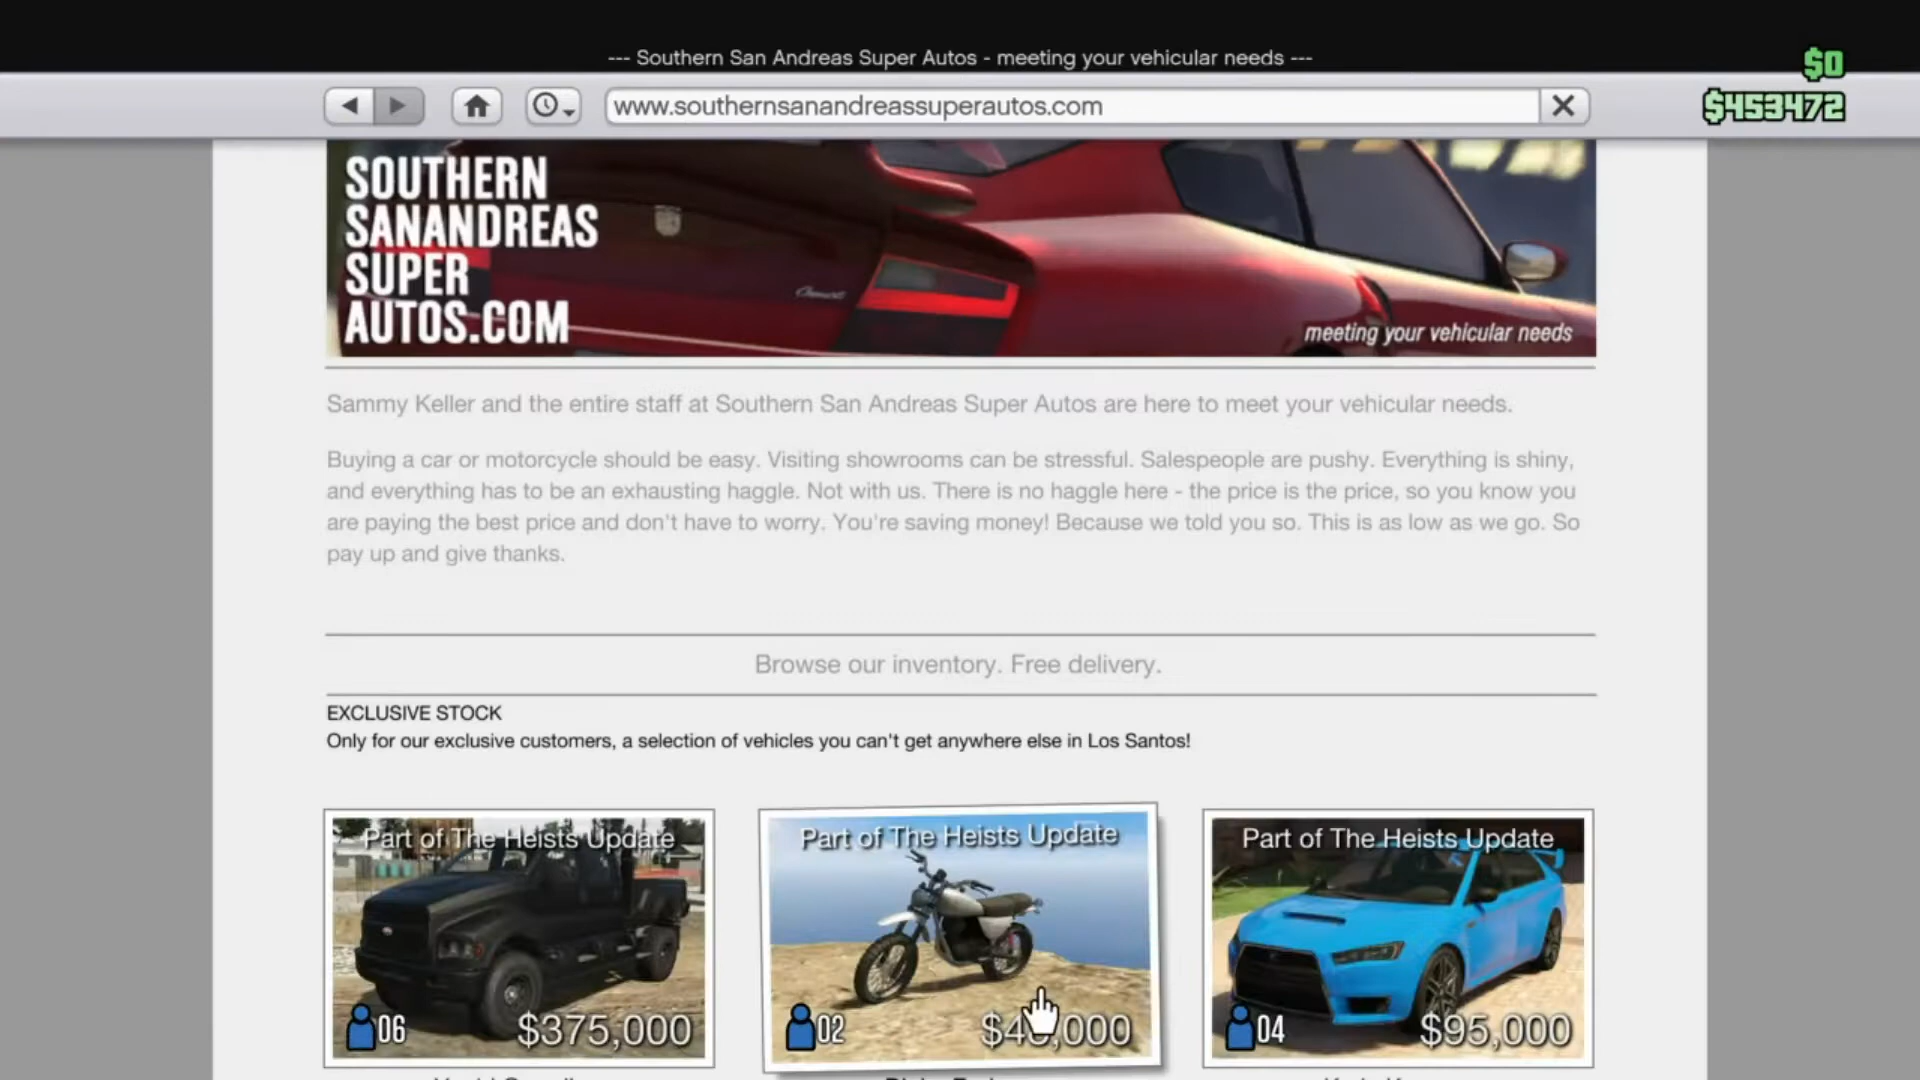 --- Southern San Andreas Super Autos - meeting your vehicular needs ---
$0
www.southernsanandreassuperautos.com
$453472
SOUTHERN
SANANDREAS
SUPER
AUTOS.COM
meeting your vehicular needs
Sammy Keller and the entire staff at Southern San Andreas Super Autos are here to meet your vehicular needs.
Buying a car or motorcycle should be easy. Visiting showrooms can be stressful. Salespeople are pushy. Everything is shiny,
and everything has to be an exhausting haggle. Not with us. There is no haggle here - the price is the price, so you know you
are paying the best price and don't have to worry. You're saving money! Because we told you so. This is as low as we go. So
pay up and give thanks.
Browse our inventory. Free delivery.
EXCLUSIVE STOCK
Only for our exclusive customers, a selection of vehicles you can't get anywhere else in Los Santos!
Part of The Heists Update
06
$375,000
Part of The Heists Update
02
Part of The Heists Update
04
$95,000